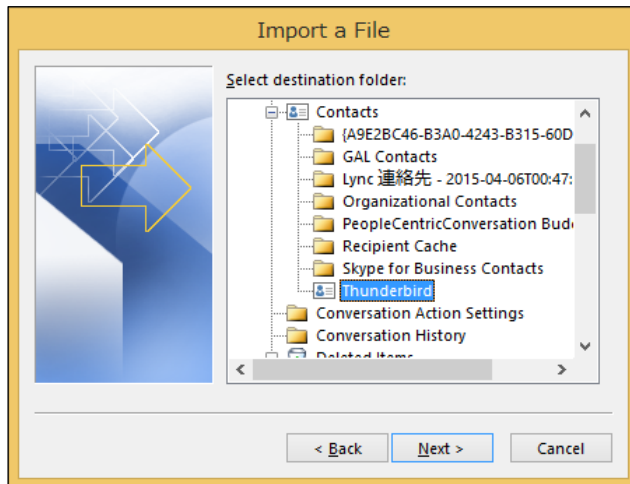 Import a File
Select destination folder:
Contacts
{A9E2BC46-B3A0-4243-B315-60D
GAL Contacts
Lync 連絡先 - 2015-04-06T00:47:
Organizational Contacts
PeopleCentricConversation Bud
Recipient Cache
Skype for Business Contacts
Thunderbird
Conversation Action Settings
Conversation History
Deleted Items
< Back
Next >
Cancel